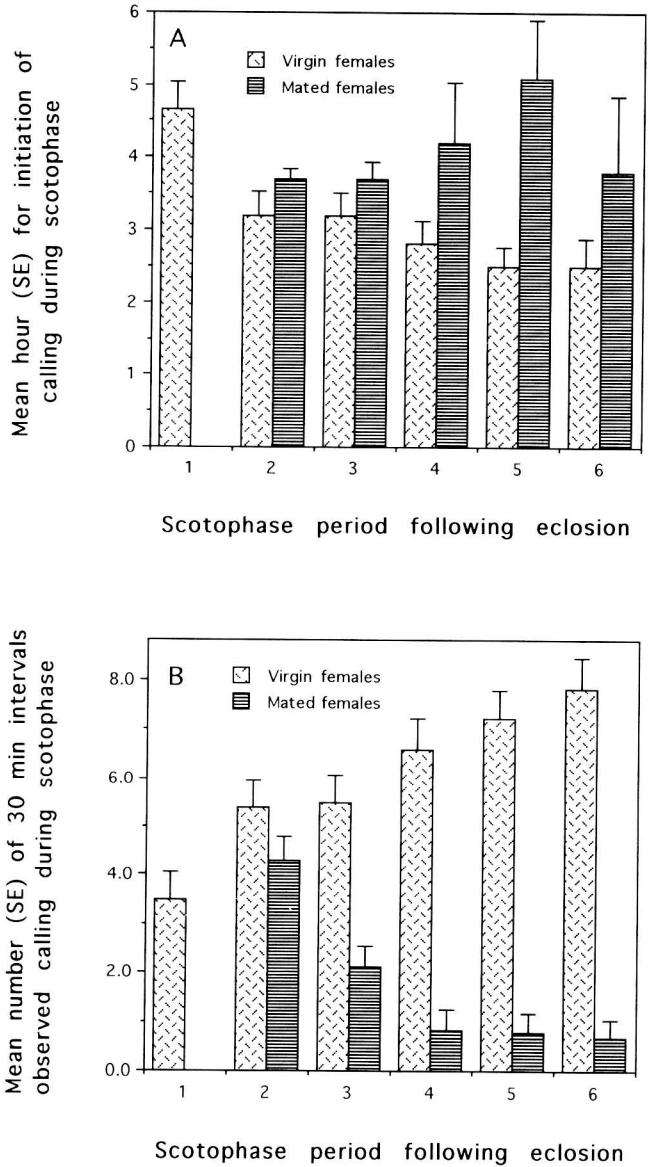 A
Virgin females
Mated females
6
5
4
3
2
1
0
Mean hour (SE) for initiation of
calling during scotophase
1 2 3 4 5 6
Scotophase period following eclosion
B
Virgin females
Mated females
8.0
6.0
4.0
2.0
0.0
Mean number (SE) of 30 min intervals
observed calling during scotophase
1 2 3 4 5 6
Scotophase period following eclosion